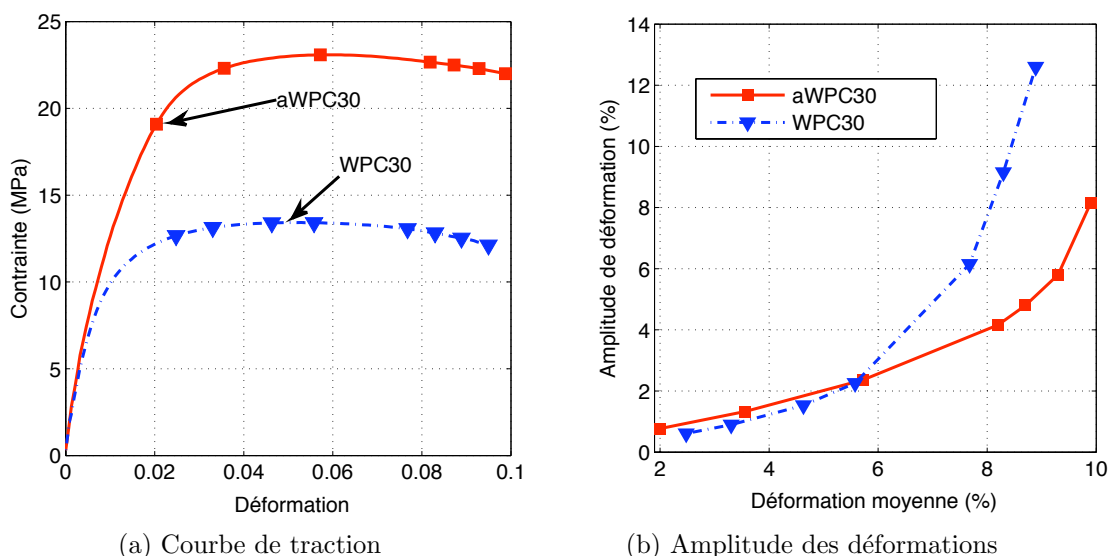 25
20
15
10
5
0
0
0.02
0.04
0.06
0.08
0.1
Contrainte (MPa)
Déformation
aWPC30
WPC30
(a) Courbe de traction
14
12
10
8
6
4
2
0
2
4
6
8
10
Amplitude de déformation (%)
Déformation moyenne (%)
aWPC30
WPC30
(b) Amplitude des déformations